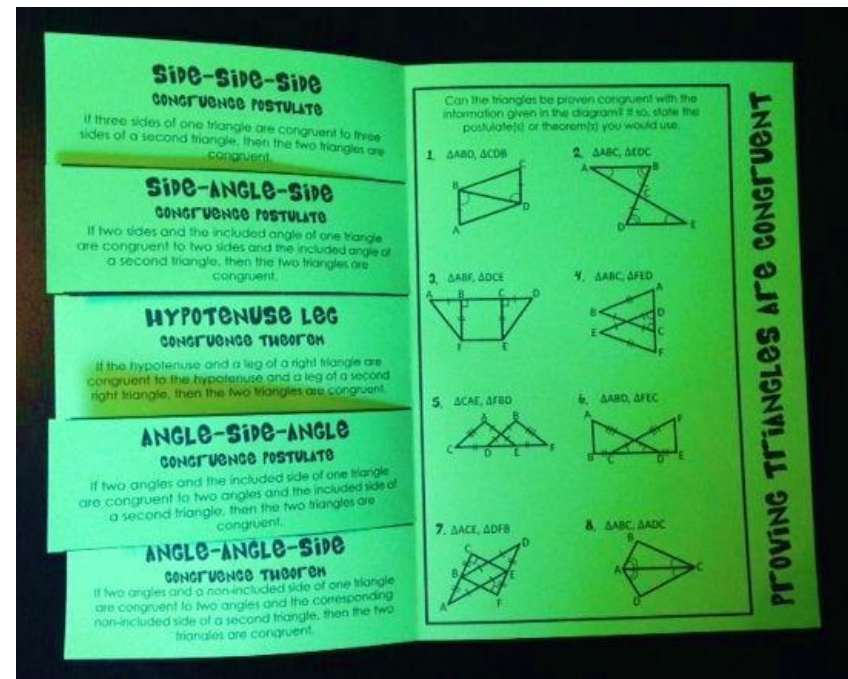 SIDE-SIDE-SIDE
CONGRUENCE POSTULATE
If three sides of one triangle are congruent to three
sides of a second triangle, then the two triangles are
congruent.
SIDE-ANGLE-SIDE
CONGRUENCE POSTULATE
If two sides and the included angle of one triangle
are congruent to two sides and the included angle of
a second triangle, then the two triangles are
congruent.
HYPOTENUSE LEG
CONGRUENCE THEOREM
If the hypotenuse and a leg of a right triangle are
congruent to the hypotenuse and a leg of a second
right triangle, then the two triangles are congruent.
ANGLE-SIDE-ANGLE
CONGRUENCE POSTULATE
If two angles and the included side of one triangle
are congruent to two angles and the included side of
a second triangle, then the two triangles are
congruent.
ANGLE-ANGLE-SIDE
CONGRUENCE THEOREM
If two angles and a non-included side of one triangle
are congruent to two angles and the corresponding
non-included side of a second triangle, then the two
triangles are congruent.
Can the triangles be proven congruent with the
information given in the diagram? If so, state the
postulate(s) or theorem(s) you would use.
1. ΔABD, ΔCDB
C
B
D
A
2. ΔABC, ΔEDC
A B
C
D E
3. ΔABF, ΔDCE
A B C D
F E
4. ΔABC, ΔFED
A
B D
E C
F
5. ΔCAE, ΔFBD
A B
C D E F
6. ΔABD, ΔFEC
A F
B C D E
7. ΔACE, ΔDFB
C D
B E
A F
8. ΔABC, ΔADC
B
A C
D
PROVING TRIANGLES ARE CONGRUENT